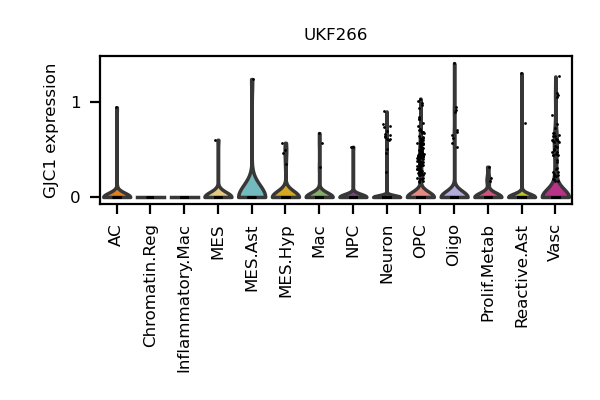 UKF266
GJC1 expression
1
0
AC
Chromatin.Reg
Inflammatory.Mac
MES
MES.Ast
MES.Hyp
Mac
NPC
Neuron
OPC
Oligo
Prolif.Metab
Reactive.Ast
Vasc